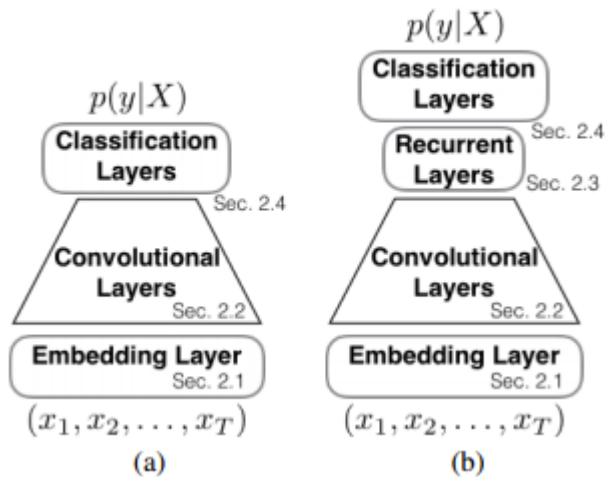 p(y|X)
Classification
Layers
Sec. 2.4
Convolutional
Layers
Sec. 2.2
Embedding Layer
Sec. 2.1
(x₁, x₂, . . . , x_T)
(a)
p(y|X)
Classification
Layers
Sec. 2.4
Recurrent
Layers
Sec. 2.3
Convolutional
Layers
Sec. 2.2
Embedding Layer
Sec. 2.1
(x₁, x₂, . . . , x_T)
(b)